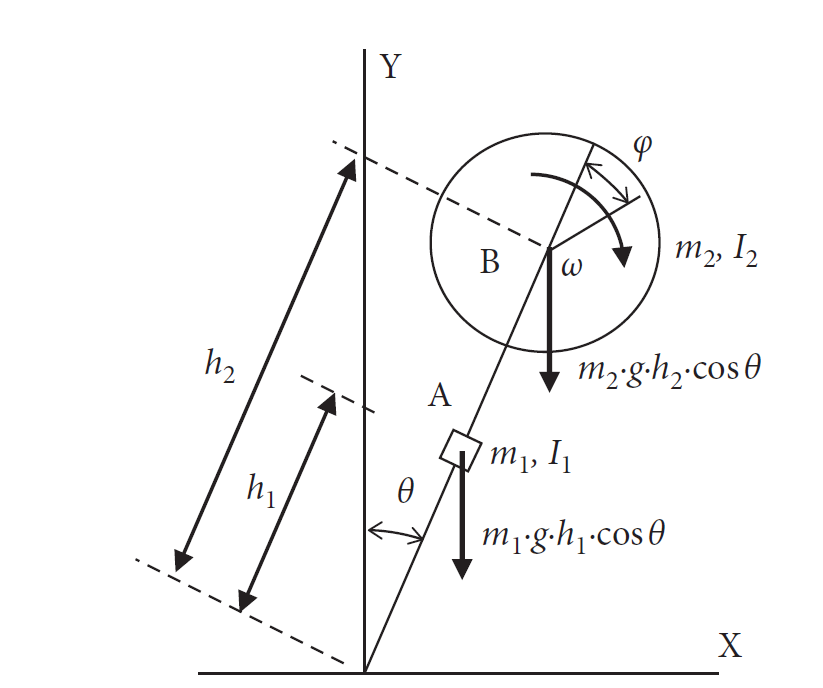 Y
φ
B
ω
m₂, I₂
h₂
m₂·g·h₂·cosθ
A
m₁, I₁
h₁
θ
m₁·g·h₁·cosθ
X